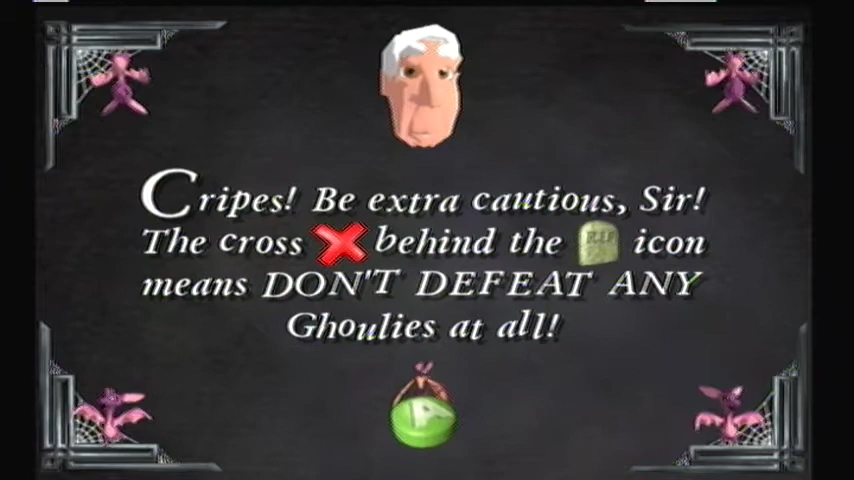 Cripes! Be extra cautious, Sir!
The cross behind the R.I.P icon
means DON'T DEFEAT ANY
Ghoulies at all!
A